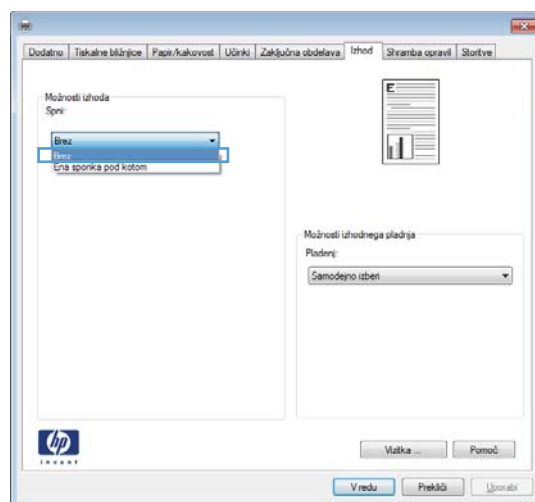 Dodatno Tiskalne bližnjice Papir/kakovost Učinki Zaključna obdelava Izhod Shramba opravil Storitve
Možnosti izhoda
Spni:
Brez
Brez
Ena sponka pod kotom
E
Možnosti izhodnega pladnja
Pladenj:
Samodejno izberi
hp
invent
Vizitka ... Pomoč
V redu Prekliči Uporabi